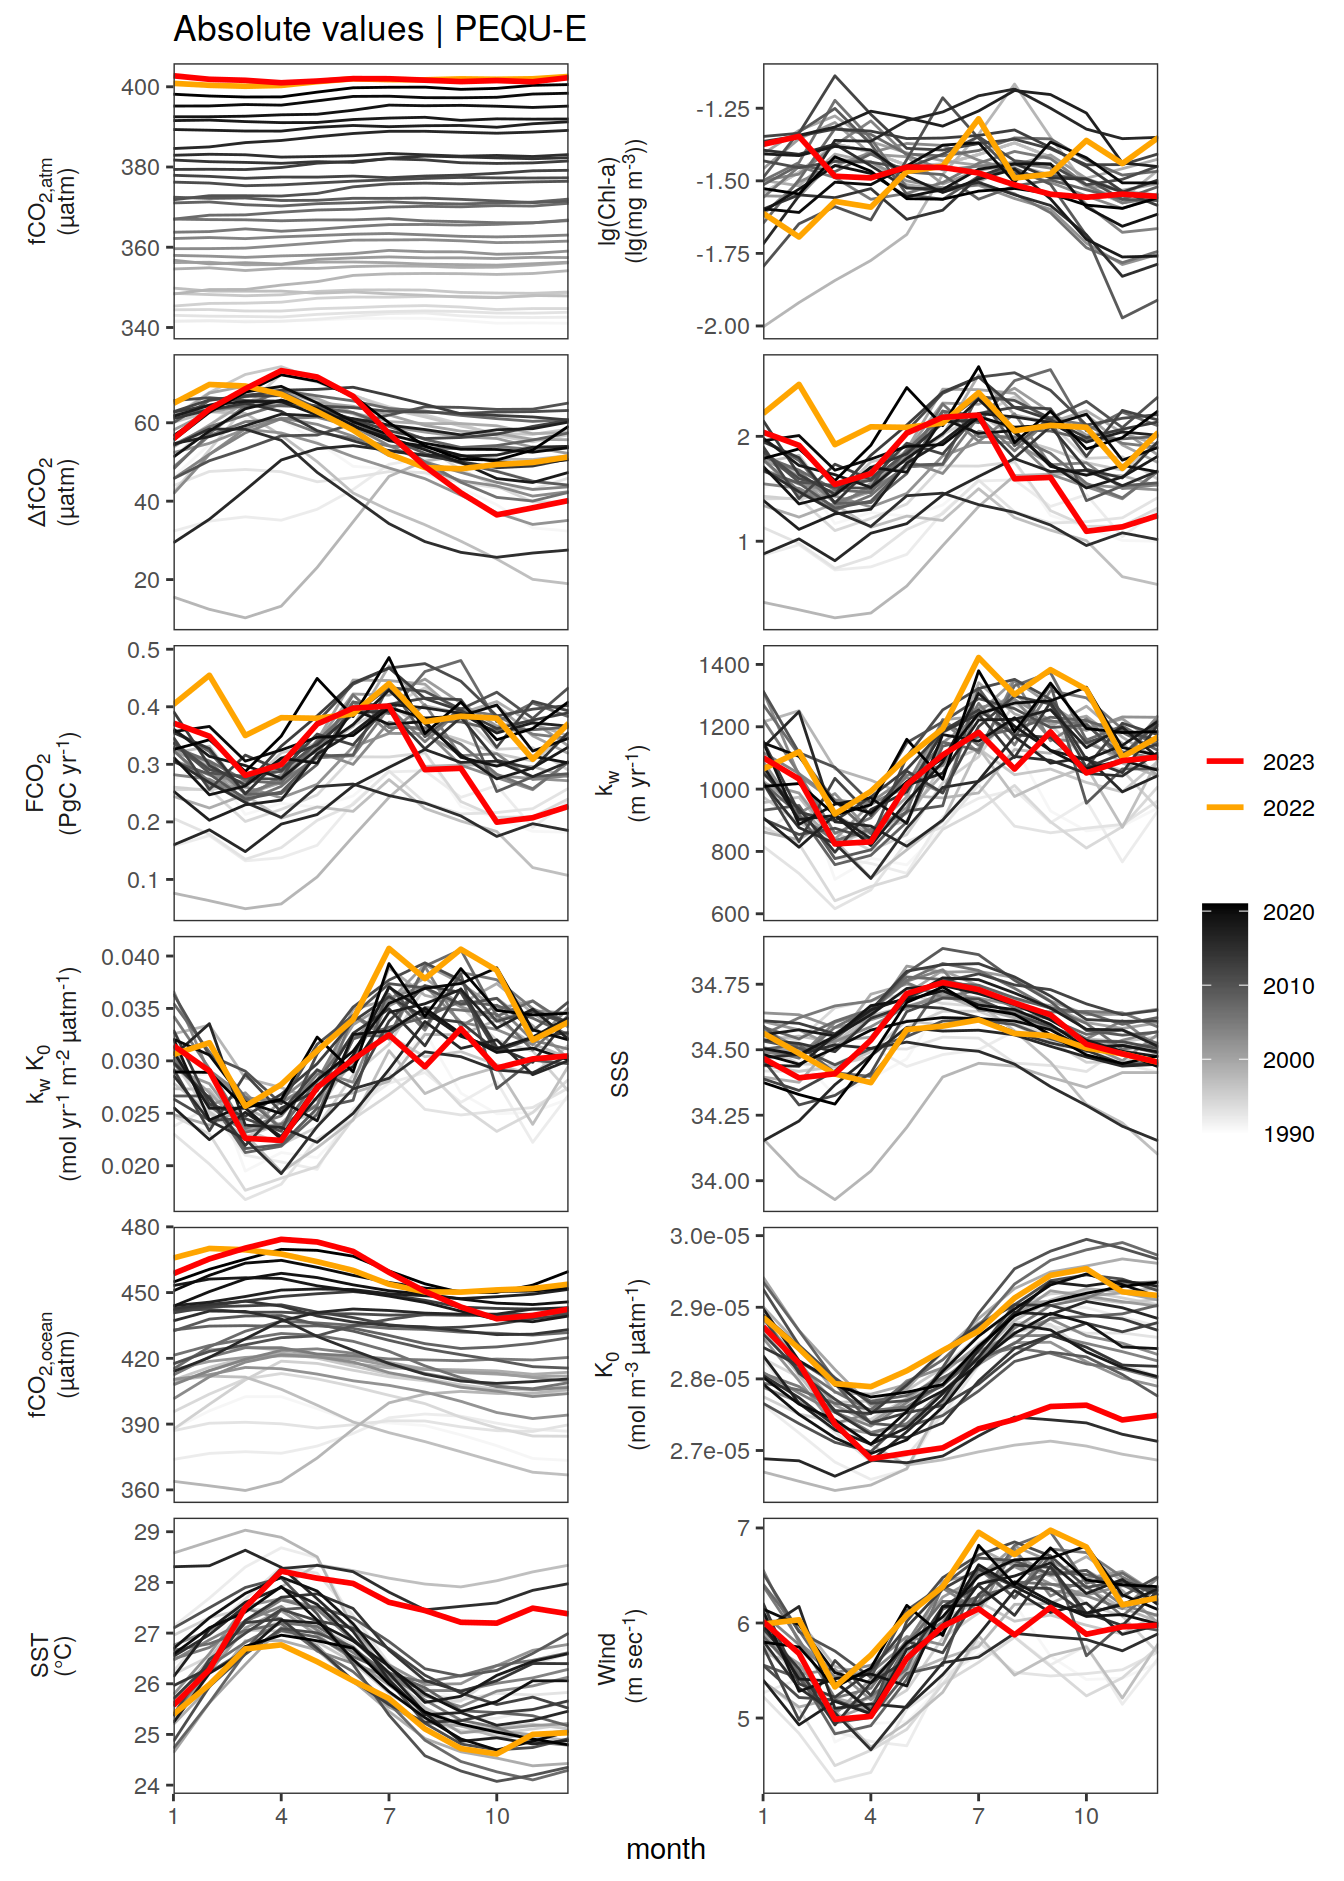 Absolute values | PEQU-E
fCO2,atm
(µatm)
400
380
360
340
lg(Chl-a)
(lg(mg m-3))
-1.25
-1.50
-1.75
-2.00
ΔfCO2
(µatm)
60
40
20
2
1
FCO2
(PgC yr-1)
0.5
0.4
0.3
0.2
0.1
kw
(m yr-1)
1400
1200
1000
800
600
kw K0
(mol yr-1 m-2 µatm-1)
0.040
0.035
0.030
0.025
0.020
SSS
34.75
34.50
34.25
34.00
fCO2,ocean
(µatm)
480
450
420
390
360
K0
(mol m-3 µatm-1)
3.0e-05
2.9e-05
2.8e-05
2.7e-05
SST
(°C)
29
28
27
26
25
24
Wind
(m sec-1)
7
6
5
1 4 7 10
1 4 7 10
month
2023
2022
2020
2010
2000
1990